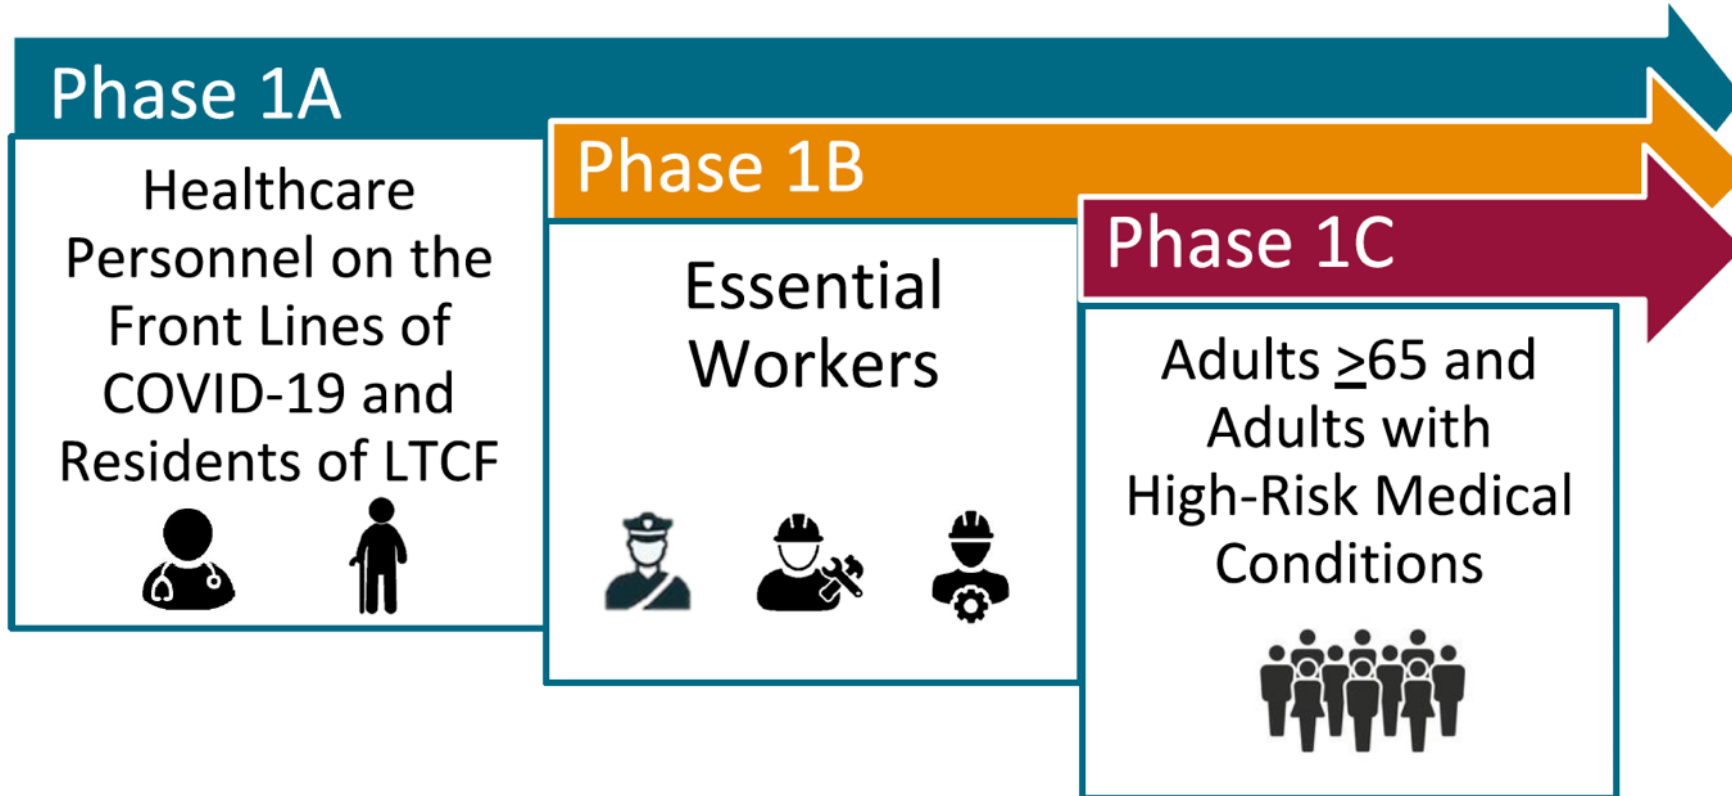 Phase 1A
Healthcare
Personnel on the
Front Lines of
COVID-19 and
Residents of LTCF
Phase 1B
Essential
Workers
Phase 1C
Adults ≥65 and
Adults with
High-Risk Medical
Conditions